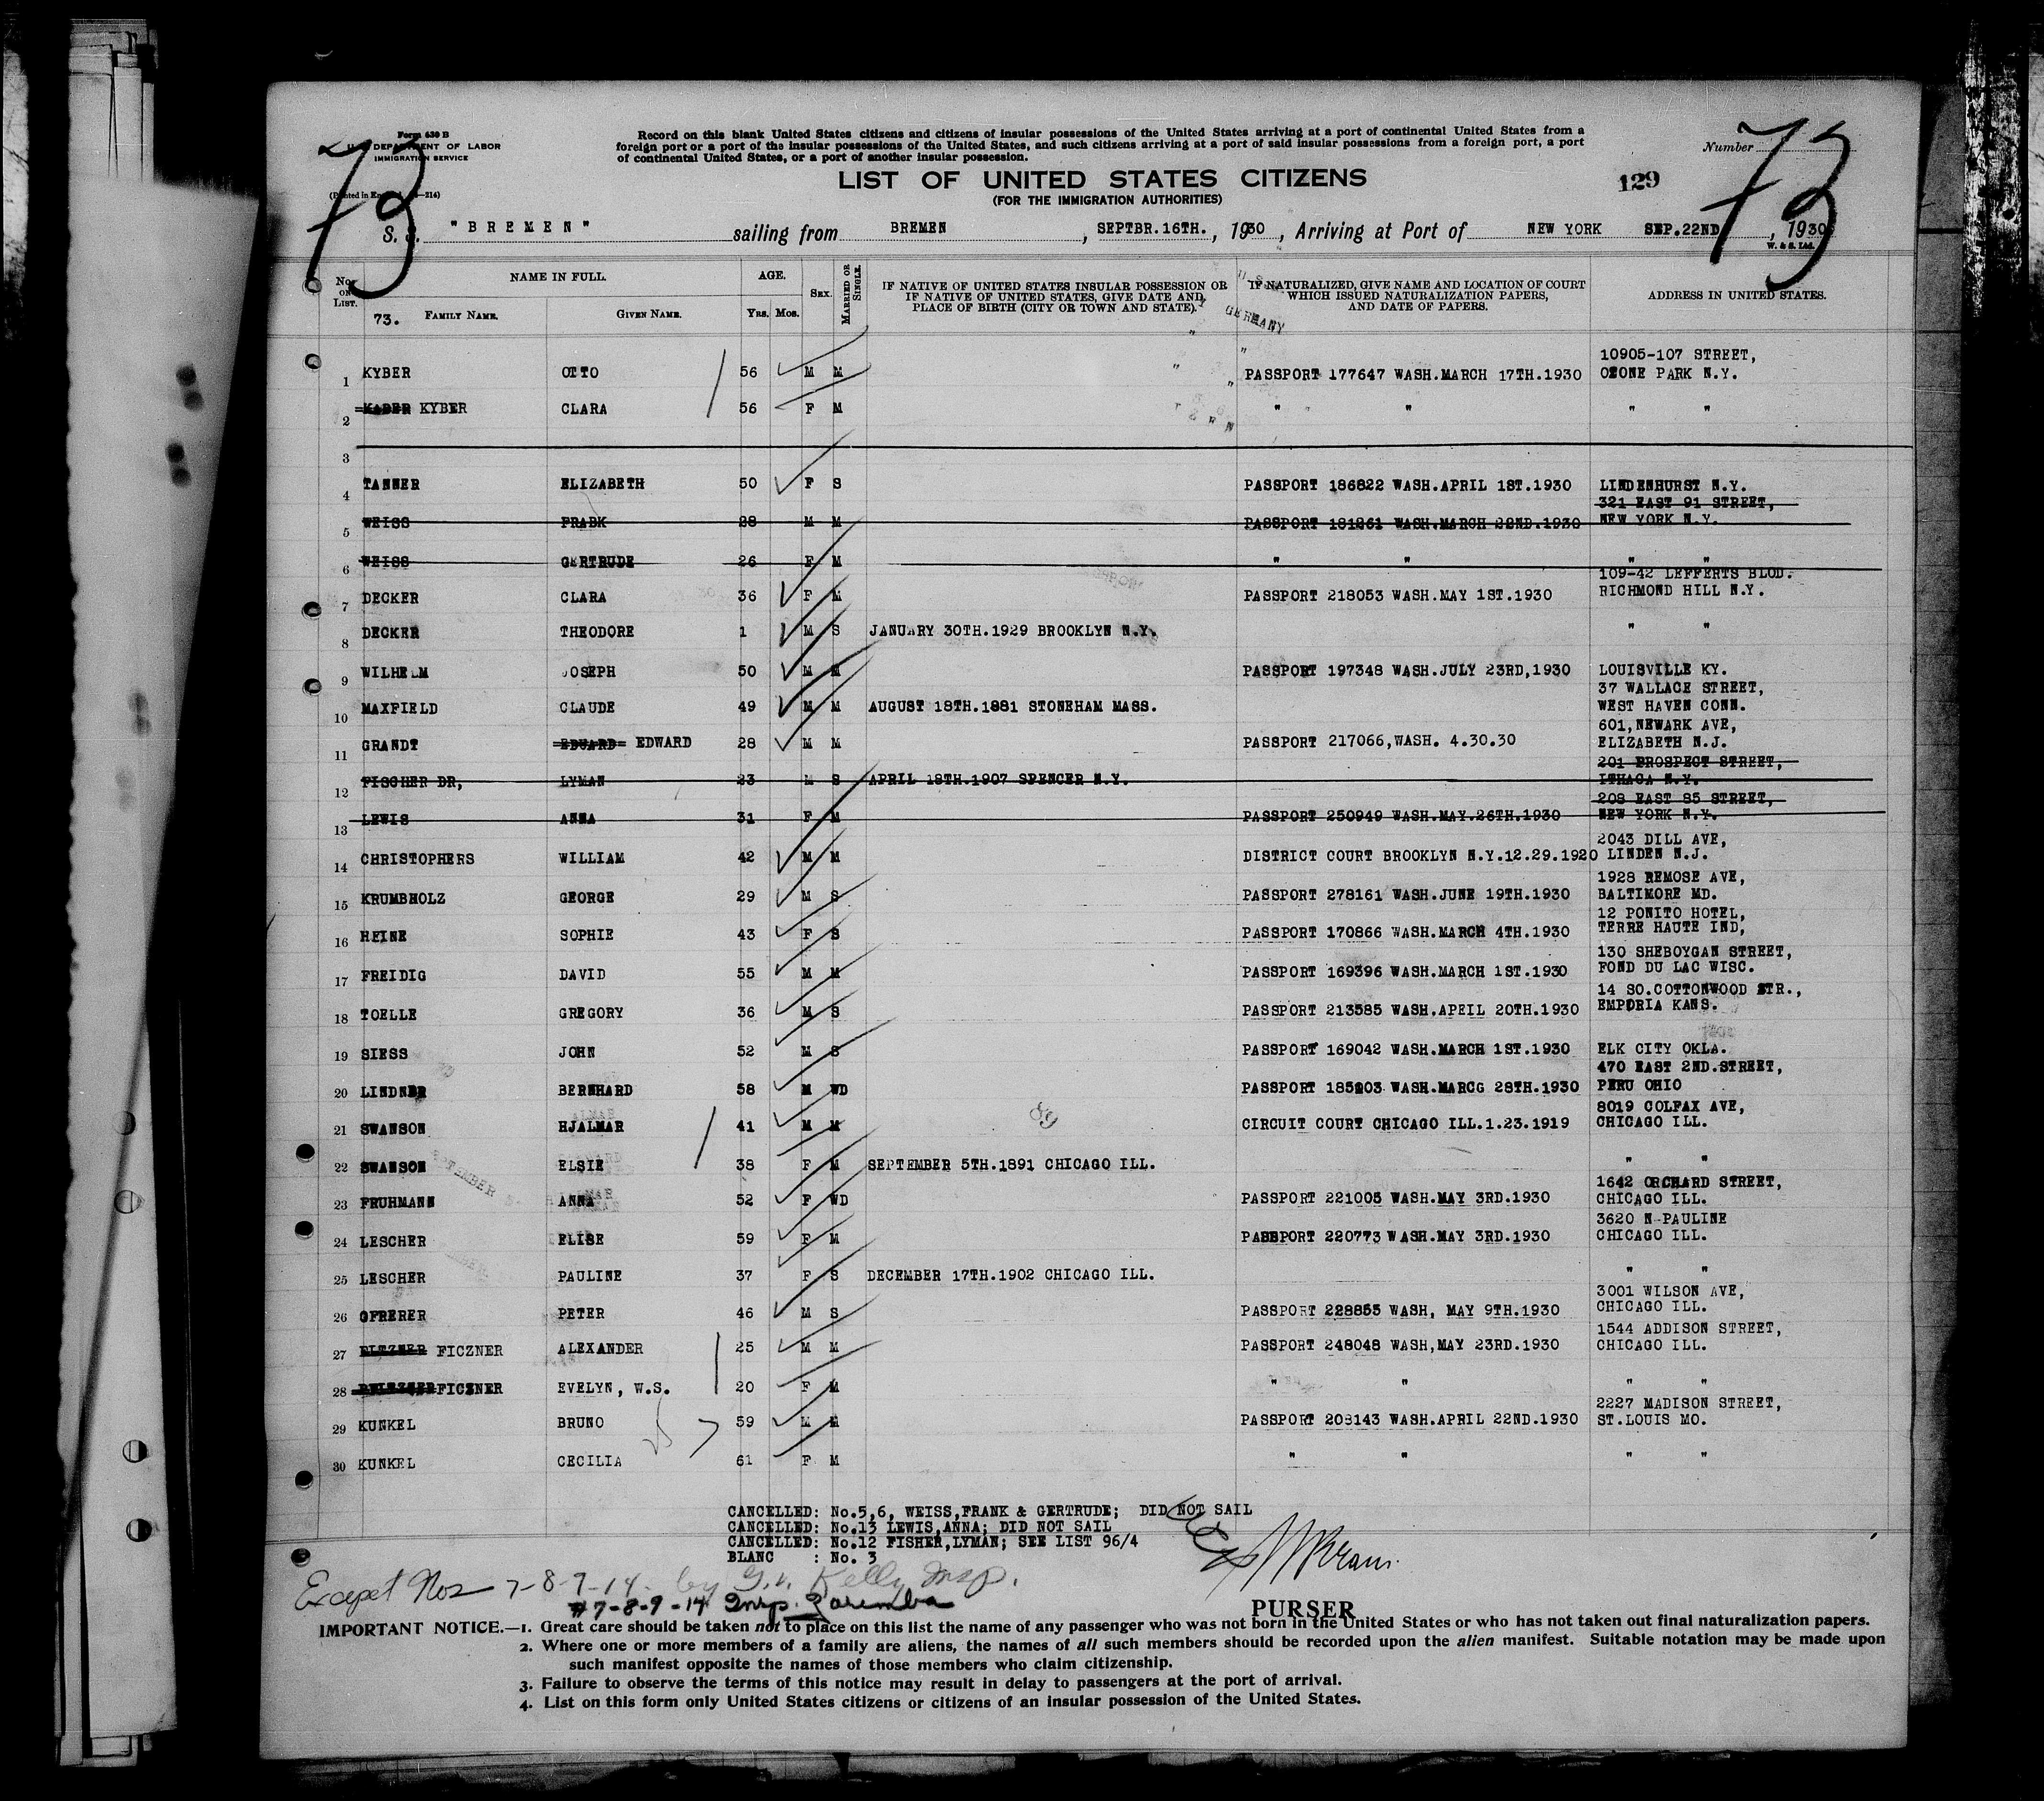 Form 630 B
U. S. DEPARTMENT OF LABOR
IMMIGRATION SERVICE
Record on this blank United States citizens and citizens of insular possessions of the United States arriving at a port of continental United States from a
foreign port or a port of the insular possessions of the United States, and such citizens arriving at a port of said insular possessions from a foreign port, a port
of continental United States, or a port of another insular possession.
Number
73
73
LIST OF UNITED STATES CITIZENS
129
(FOR THE IMMIGRATION AUTHORITIES)
S. S. "BREMEN" sailing from BREMEN, SEPTBR.16TH., 1930, Arriving at Port of NEW YORK SEP.22ND, 1930
W. & S. Ltd.
No. ON LIST. NAME IN FULL. AGE. SEX. MARRIED OR SINGLE. IF NATIVE OF UNITED STATES INSULAR POSSESSION OR IF NATIVE OF UNITED STATES, GIVE DATE AND PLACE OF BIRTH (CITY OR TOWN AND STATE). IF NATURALIZED, GIVE NAME AND LOCATION OF COURT WHICH ISSUED NATURALIZATION PAPERS, AND DATE OF PAPERS. ADDRESS IN UNITED STATES.
73. FAMILY NAME. GIVEN NAME. Yrs. Mos.
GERMANY
10905-107 STREET,
1 KYBER OTTO 56 M M PASSPORT 177647 WASH.MARCH 17TH.1930 OZONE PARK N.Y.
2 KADER KYBER CLARA 56 F M " " " "
3
4 TANNER ELIZABETH 50 F S PASSPORT 186822 WASH.APRIL 1ST.1930 LINDENHURST N.Y.
321 EAST 91 STREET,
5 WEISS FRABK 28 M M PASSPORT 181261 WASH.MARCH 22ND.1930 NEW YORK N.Y.
6 WEISS GERTRUDE 26 F M " " " "
109-42 LEFFERTS BLOD.
7 DECKER CLARA 36 F M PASSPORT 218053 WASH.MAY 1ST.1930 RICHMOND HILL N.Y.
8 DECKER THEODORE 1 M S JANUARY 30TH.1929 BROOKLYN N.Y. " "
9 WILHELM JOSEPH 50 M M PASSPORT 197348 WASH.JULY 23RD,1930 LOUISVILLE KY.
37 WALLACE STREET,
10 MAXFIELD CLAUDE 49 M M AUGUST 18TH.1881 STONEHAM MASS. WEST HAVEN CONN.
601,NEWARK AVE,
11 GRANDT EDUARD EDWARD 28 M M PASSPORT 217066,WASH. 4.30.30 ELIZABETH N.J.
201 PROSPECT STREET,
12 FISCHER DR, LYMAN 23 M S APRIL 18TH.1907 SPENCER N.Y. ITHACA N.Y.
208 EAST 85 STREET,
13 LEWIS ANNA 31 F M PASSPORT 250949 WASH.MAY.26TH.1930 NEW YORK N.Y.
2043 DILL AVE,
14 CHRISTOPHERS WILLIAM 42 M M DISTRICT COURT BROOKLYN N.Y.12.29.1920 LINDEN N.J.
1928 REMOSE AVE,
15 KRUMBHOLZ GEORGE 29 M S PASSPORT 278161 WASH.JUNE 19TH.1930 BALTIMORE MD.
12 PONITO HOTEL,
16 HEINE SOPHIE 43 F S PASSPORT 170866 WASH.MARCH 4TH.1930 TERRE HAUTE IND,
130 SHEBOYGAN STREET,
17 FREIDIG DAVID 55 M M PASSPORT 169396 WASH.MARCH 1ST.1930 FOND DU LAC WISC.
14 SO.COTTONWOOD STR.,
18 TOELLE GREGORY 36 M S PASSPORT 213585 WASH.APEIL 20TH.1930 EMPORIA KANS.
19 SIESS JOHN 52 M S PASSPORT 169042 WASH.MARCH 1ST.1930 ELK CITY OKLA.
470 EAST 2ND.STREET,
20 LINDNER BERNHARD 58 M WD PASSPORT 185203 WASH.MARCG 28TH.1930 PERU OHIO
8019 COLFAX AVE,
21 SWANSON HJALMAR 41 M M CIRCUIT COURT CHICAGO ILL.1.23.1919 CHICAGO ILL.
22 SWANSON ELSIE 38 F M SEPTEMBER 5TH.1891 CHICAGO ILL. " "
1642 ORCHARD STREET,
23 FRUHMANN ANNA 52 F WD PASSPORT 221005 WASH.MAY 3RD.1930 CHICAGO ILL.
3620 N-PAULINE
24 LESCHER ELISE 59 F M PASSPORT 220773 WASH.MAY 3RD.1930 CHICAGO ILL.
25 LESCHER PAULINE 37 F S DECEMBER 17TH.1902 CHICAGO ILL. " "
3001 WILSON AVE,
26 GFRERER PETER 46 M S PASSPORT 228855 WASH, MAY 9TH.1930 CHICAGO ILL.
1544 ADDISON STREET,
27 FICZNER ALEXANDER 25 M M PASSPORT 248048 WASH,MAY 23RD.1930 CHICAGO ILL.
28 FICZNER EVELYN, W.S. 20 F M " " " "
2227 MADISON STREET,
29 KUNKEL BRUNO 59 M M PASSPORT 208143 WASH.APRIL 22ND.1930 ST.LOUIS MO.
30 KUNKEL CECILIA 61 F M " " " "
CANCELLED: No.5,6, WEISS,FRANK & GERTRUDE; DID NOT SAIL
CANCELLED: No.13 LEWIS,ANNA; DID NOT SAIL
CANCELLED: No.12 FISHER,LYMAN; SEE LIST 96/4
BLANC : No. 3
Except Nos 7-8-9-14. by G.V. Kelly Insp.
#7-8-9-14 Insp. Zaremba
PURSER
IMPORTANT NOTICE.—1. Great care should be taken not to place on this list the name of any passenger who was not born in the United States or who has not taken out final naturalization papers.
2. Where one or more members of a family are aliens, the names of all such members should be recorded upon the alien manifest. Suitable notation may be made upon
such manifest opposite the names of those members who claim citizenship.
3. Failure to observe the terms of this notice may result in delay to passengers at the port of arrival.
4. List on this form only United States citizens or citizens of an insular possession of the United States.